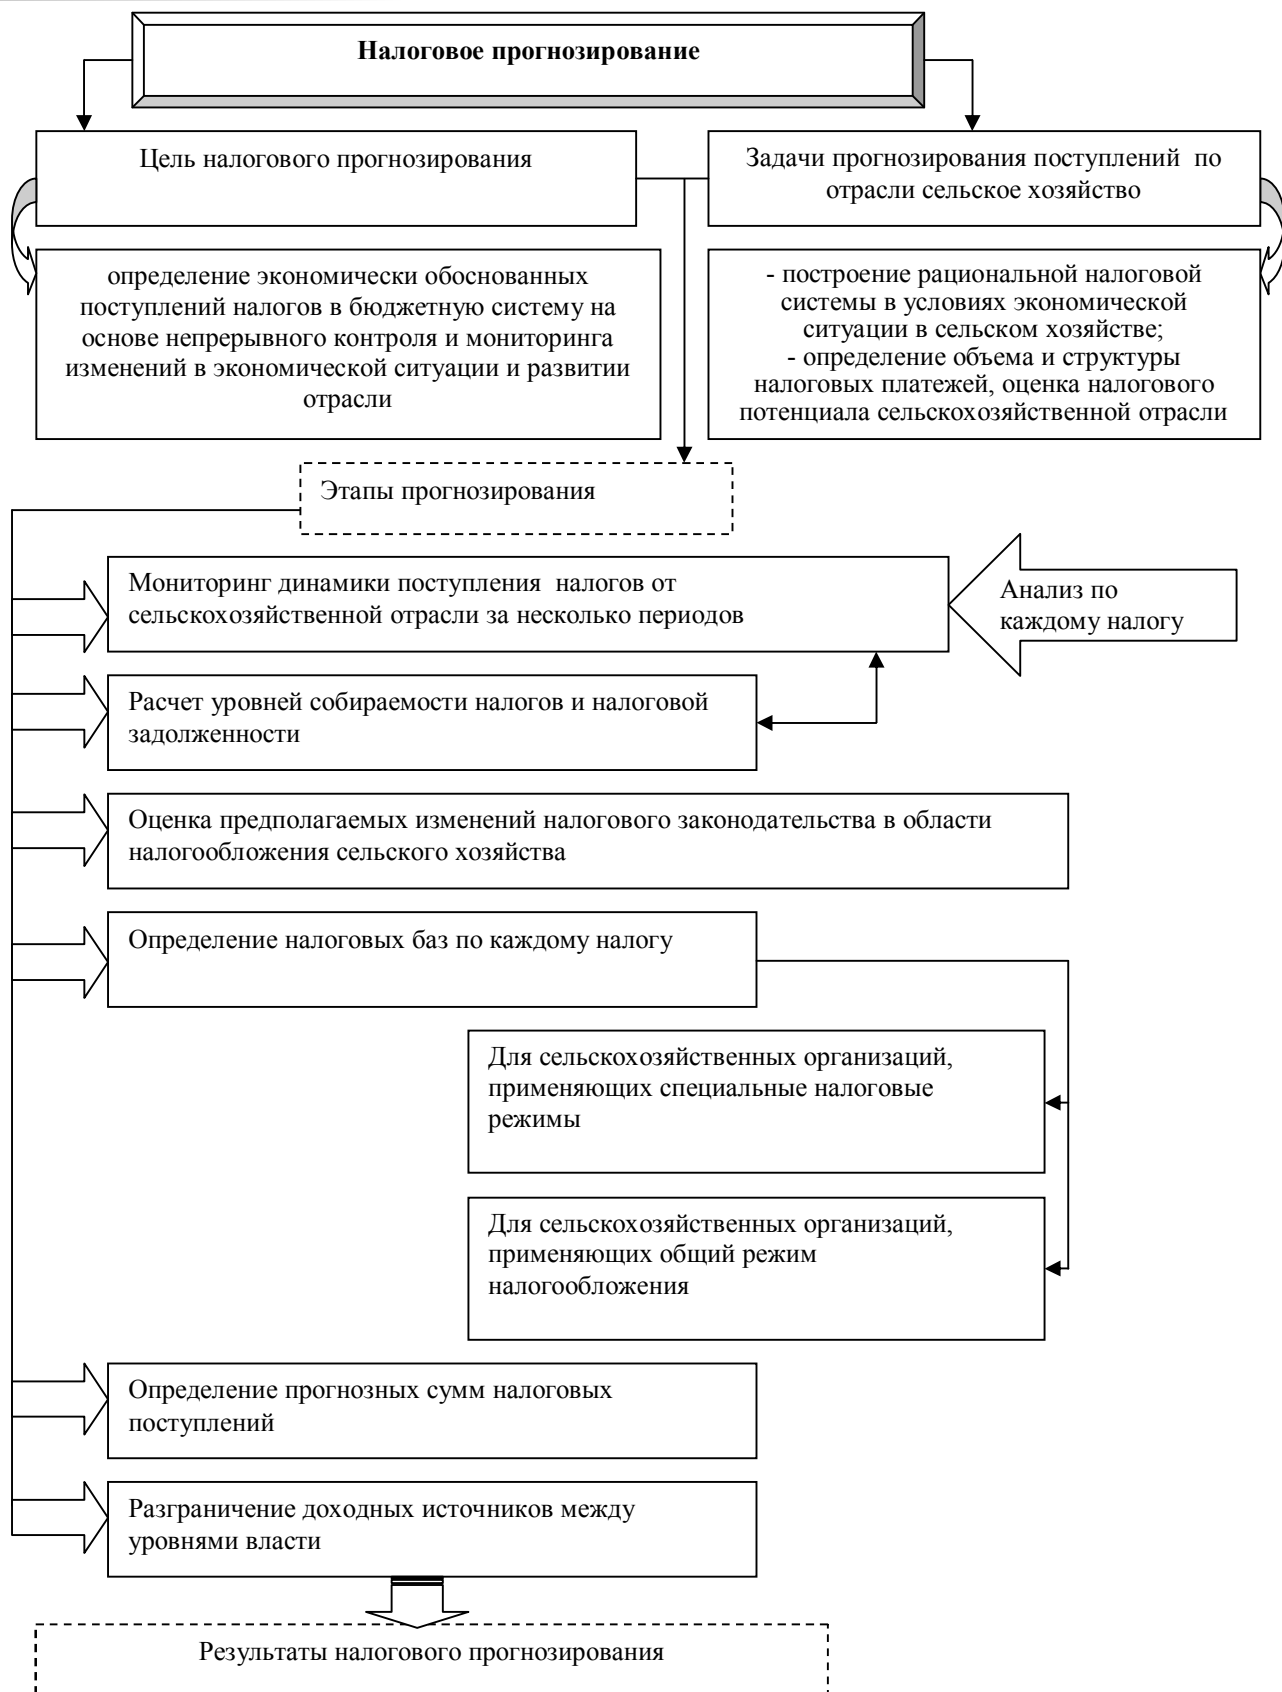 Налоговое прогнозирование
Цель налогового прогнозирования
Задачи прогнозирования поступлений по
отрасли сельское хозяйство
определение экономически обоснованных
поступлений налогов в бюджетную систему на
основе непрерывного контроля и мониторинга
изменений в экономической ситуации и развитии
отрасли
- построение рациональной налоговой
системы в условиях экономической
ситуации в сельском хозяйстве;
- определение объема и структуры
налоговых платежей, оценка налогового
потенциала сельскохозяйственной отрасли
Этапы прогнозирования
Мониторинг динамики поступления налогов от
сельскохозяйственной отрасли за несколько периодов
Анализ по
каждому налогу
Расчет уровней собираемости налогов и налоговой
задолженности
Оценка предполагаемых изменений налогового законодательства в области
налогообложения сельского хозяйства
Определение налоговых баз по каждому налогу
Для сельскохозяйственных организаций,
применяющих специальные налоговые
режимы
Для сельскохозяйственных организаций,
применяющих общий режим
налогообложения
Определение прогнозных сумм налоговых
поступлений
Разграничение доходных источников между
уровнями власти
Результаты налогового прогнозирования